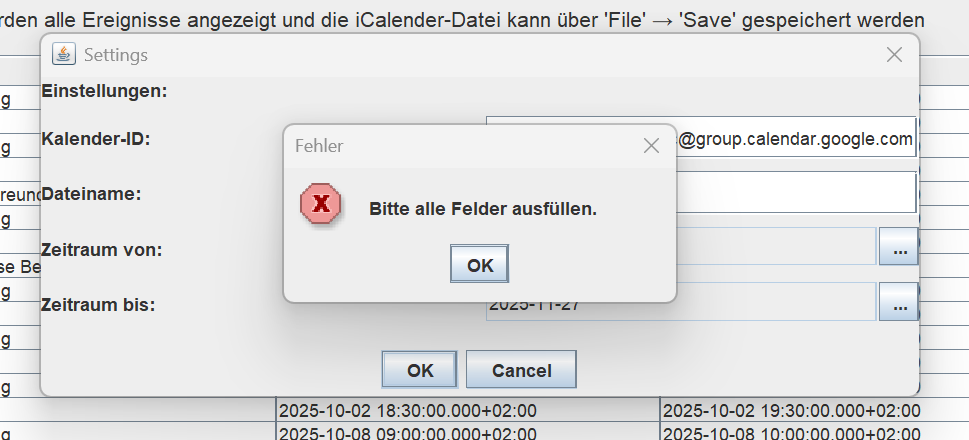 rden alle Ereignisse angezeigt und die iCalender-Datei kann über 'File' → 'Save' gespeichert werden
Settings
Einstellungen:
g
Kalender-ID:
@group.calendar.google.com
g
Fehler
Bitte alle Felder ausfüllen.
OK
reund
Dateiname:
g
Zeitraum von:
...
se Be
g
Zeitraum bis:
2025-11-27
...
g
g
OK
Cancel
2025-10-02 18:30:00.000+02:00
2025-10-02 19:30:00.000+02:00
g
2025-10-08 09:00:00.000+02:00
2025-10-08 10:00:00.000+02:00